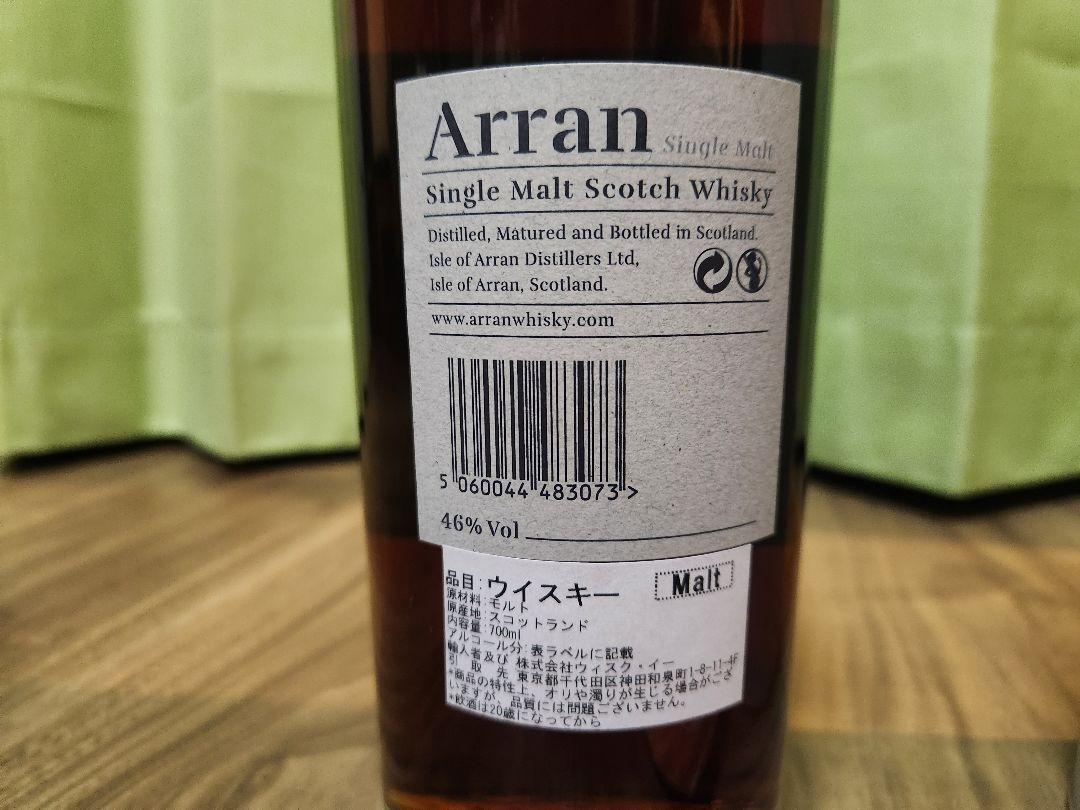 Arran Single Malt
Single Malt Scotch Whisky
Distilled, Matured and Bottled in Scotland.
Isle of Arran Distillers Ltd,
Isle of Arran, Scotland.
www.arranwhisky.com
5 060044 483073 >
46% Vol
品目:ウイスキー Malt
原材料:モルト
原産地:スコットランド
内容量:700ml
アルコール分:表ラベルに記載
輸入者及び 株式会社ウィスク・イー
引取先 東京都千代田区神田和泉町1-8-11-4F
*商品の特性上、オリや濁りが生じる場合がござ
いますが、品質には問題ございません。
*飲酒は20歳になってから